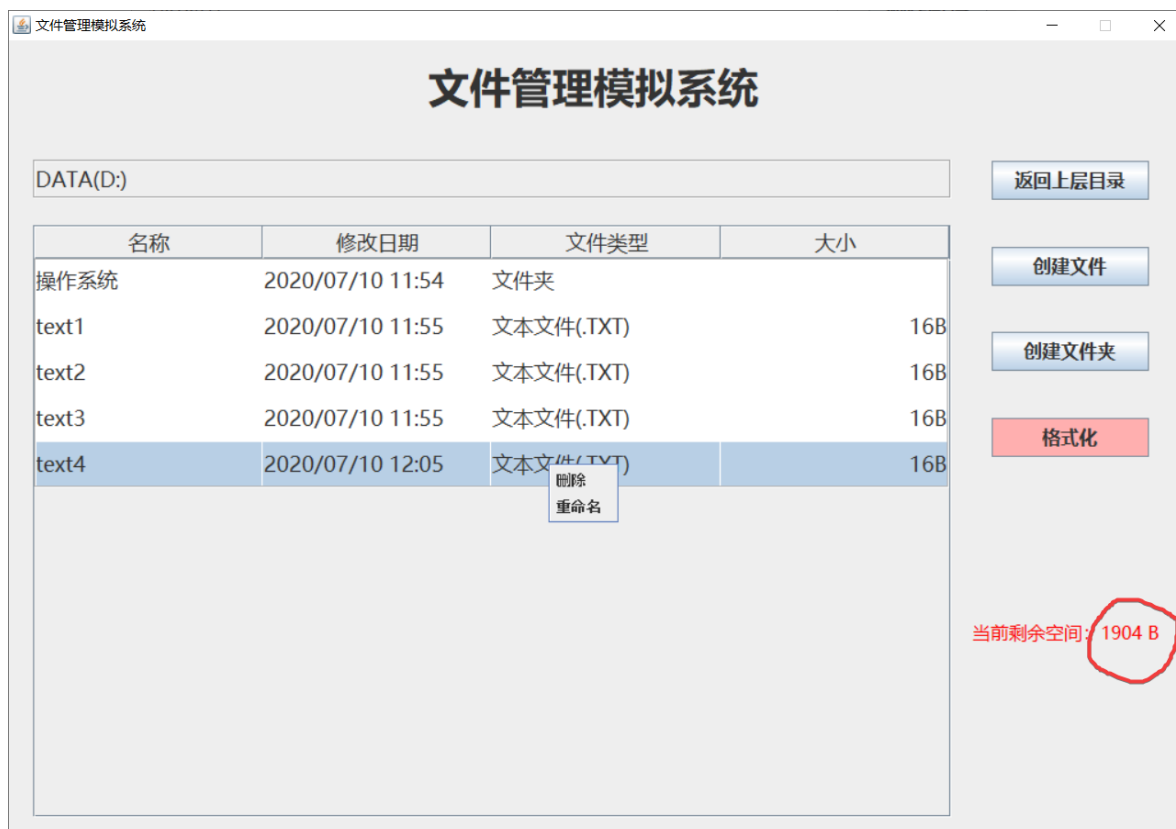 文件管理模拟系统
文件管理模拟系统
DATA(D:)
返回上层目录
名称 修改日期 文件类型 大小
创建文件
操作系统 2020/07/10 11:54 文件夹
text1 2020/07/10 11:55 文本文件(.TXT) 16B
创建文件夹
text2 2020/07/10 11:55 文本文件(.TXT) 16B
text3 2020/07/10 11:55 文本文件(.TXT) 16B
格式化
text4 2020/07/10 12:05 文本文件(.TXT) 16B
删除
重命名
当前剩余空间: 1904 B